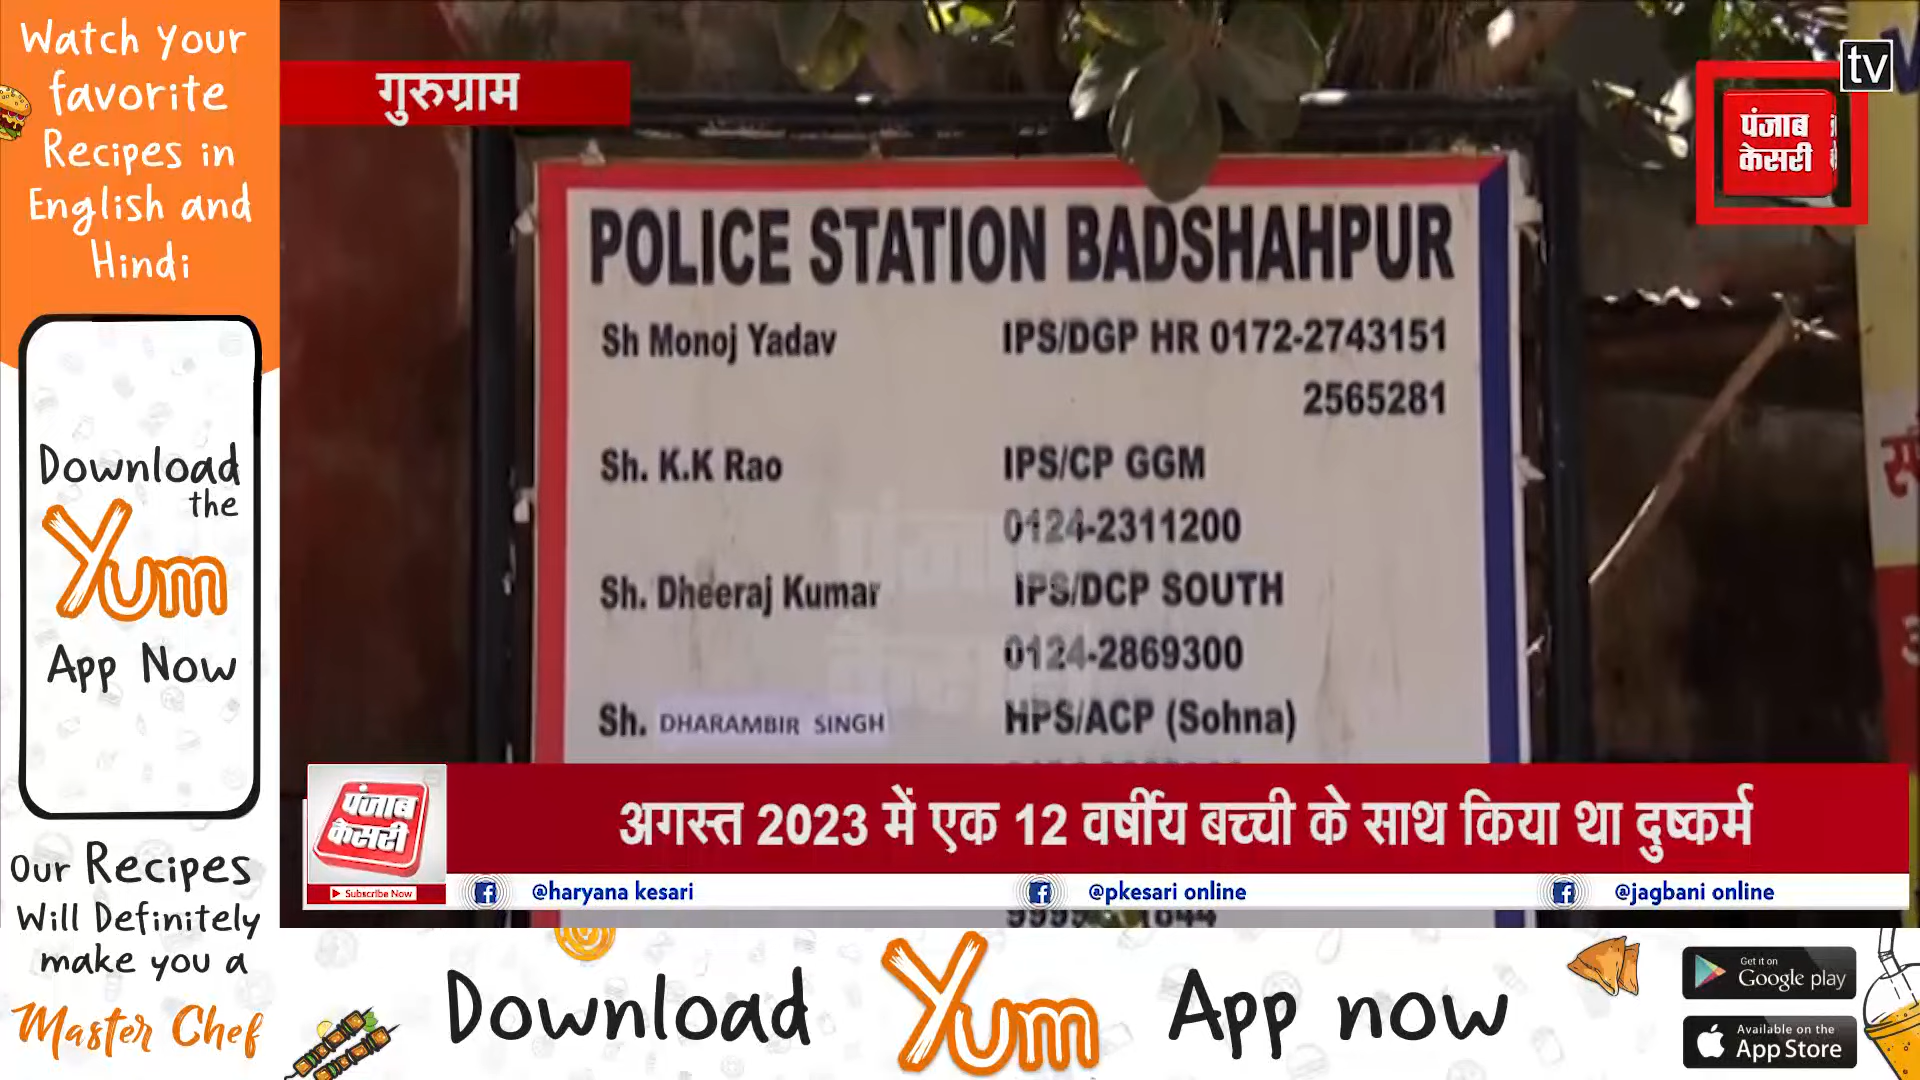 Watch your
favorite
Recipes in
English and
Hindi
Download
the
Yum
App Now
Our Recipes
Will Definitely
make you a
Master Chef
गुरुग्राम
tv
पंजाब
केसरी
POLICE STATION BADSHAHPUR
Sh Monoj Yadav IPS/DGP HR 0172-2743151
2565281
Sh. K.K Rao IPS/CP GGM
0124-2311200
Sh. Dheeraj Kumar IPS/DCP SOUTH
0124-2869300
Sh. DHARAMBIR SINGH HPS/ACP (Sohna)
पंजाब
केसरी
Subscribe Now
अगस्त 2023 में एक 12 वर्षीय बच्ची के साथ किया था दुष्कर्म
@haryana kesari @pkesari online @jagbani online
Download Yum App now
Get it on
Google play
Available on the
App Store